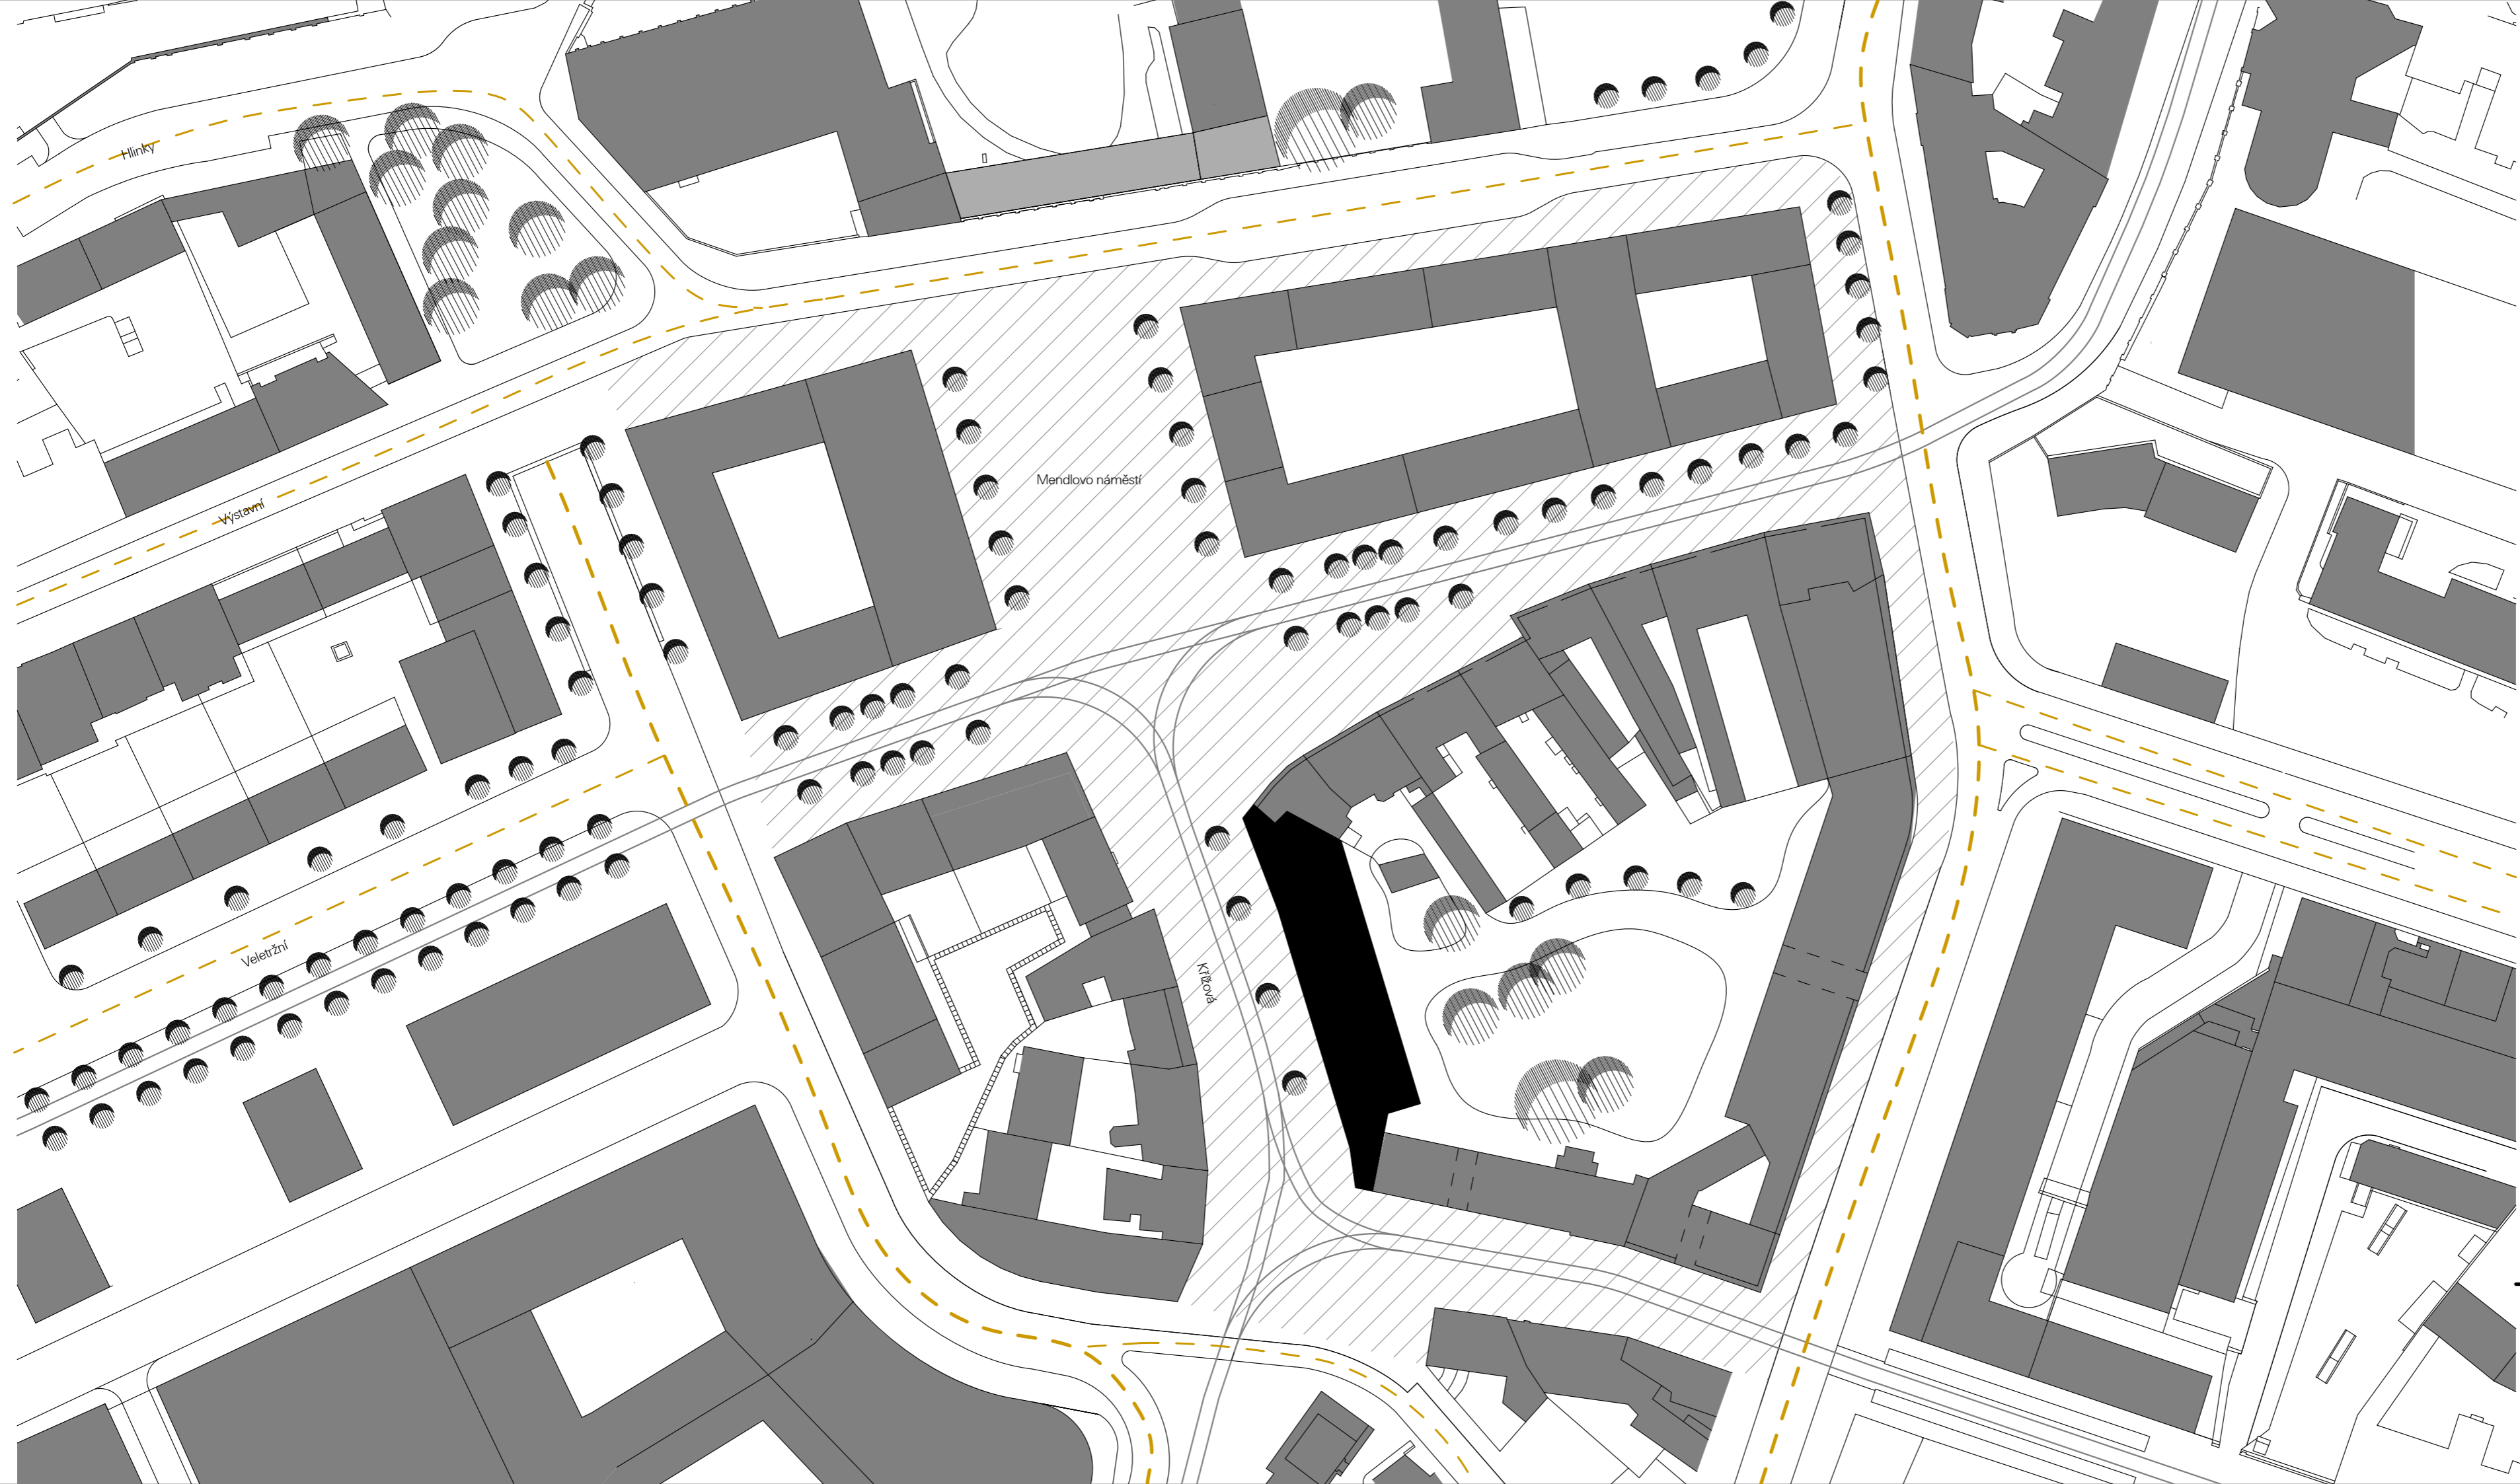 Hlinky
Mendlovo náměstí
Výstavní
Veletržní
Křížová